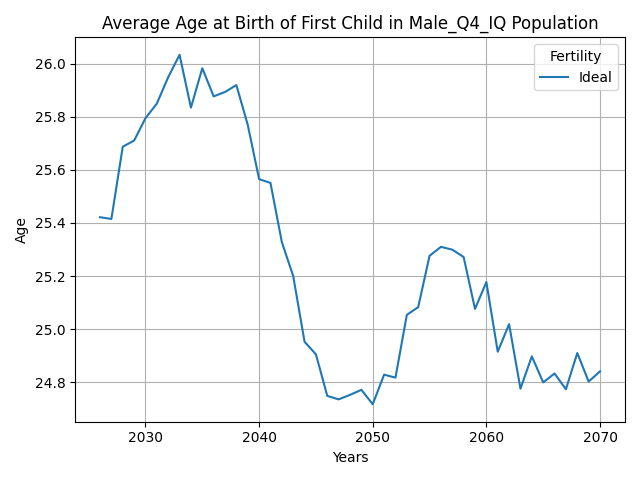 Average Age at Birth of First Child in Male_Q4_IQ Population
Fertility
Ideal
26.0
25.8
25.6
25.4
25.2
25.0
24.8
Age
2030
2040
2050
2060
2070
Years